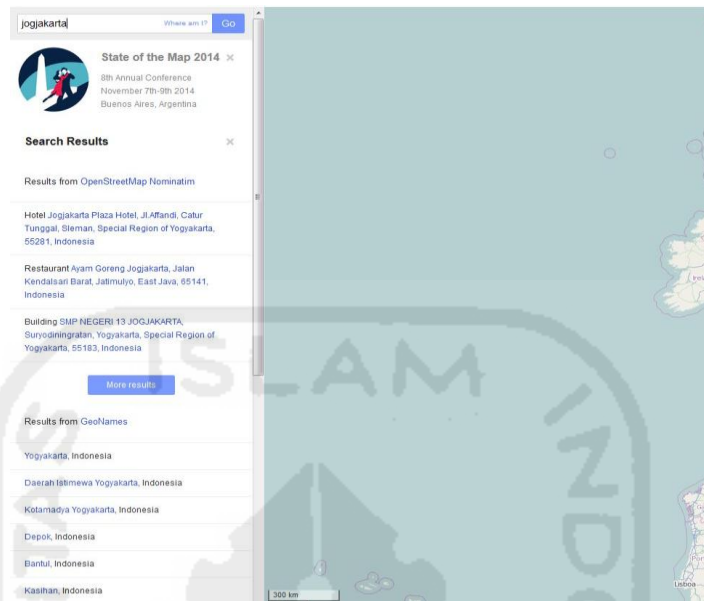 jogjakarta Where am I? Go
State of the Map 2014 ×
8th Annual Conference
November 7th-9th 2014
Buenos Aires, Argentina
Search Results ×
Results from OpenStreetMap Nominatim
Hotel Jogjakarta Plaza Hotel, Jl.Affandi, Catur
Tunggal, Sleman, Special Region of Yogyakarta,
55281, Indonesia
Restaurant Ayam Goreng Jogjakarta, Jalan
Kendalsari Barat, Jatimulyo, East Java, 65141,
Indonesia
Building SMP NEGERI 13 JOGJAKARTA,
Suryodiningratan, Yogyakarta, Special Region of
Yogyakarta, 55183, Indonesia
More results
Results from GeoNames
Yogyakarta, Indonesia
Daerah Istimewa Yogyakarta, Indonesia
Kotamadya Yogyakarta, Indonesia
Depok, Indonesia
Bantul, Indonesia
Kasihan, Indonesia
300 km
Lisboa
ISLAM